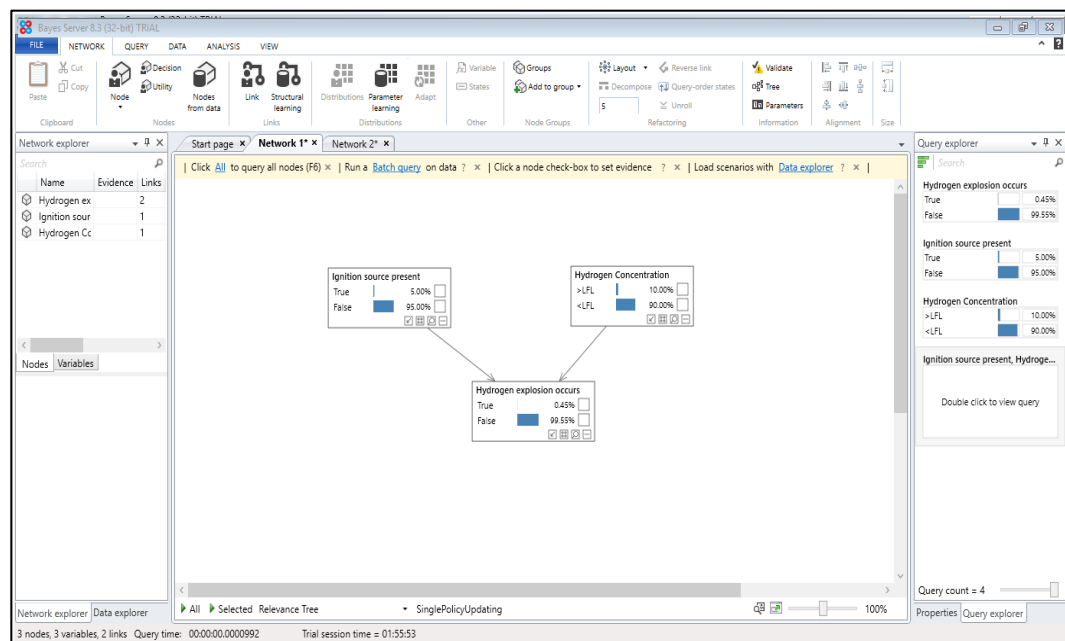 Bayes Server 8.3 (32-bit) TRIAL
FILE NETWORK QUERY DATA ANALYSIS VIEW
Paste Cut Copy Node Decision Utility Nodes from data Link Structural learning Distributions Parameter learning Adapt Variable States Groups Add to group Layout Decompose 5 Reverse link Query-order states Unroll Validate Tree Parameters
Clipboard Nodes Links Distributions Other Node Groups Refactoring Information Alignment Size
Network explorer
Search
Name Evidence Links
Hydrogen ex 2
Ignition sour 1
Hydrogen Cc 1
Nodes Variables
Network explorer Data explorer
Start page Network 1* Network 2*
| Click All to query all nodes (F6) × | Run a Batch query on data ? × | Click a node check-box to set evidence ? × | Load scenarios with Data explorer ? × |
Ignition source present
True 5.00%
False 95.00%
Hydrogen Concentration
>LFL 10.00%
<LFL 90.00%
Hydrogen explosion occurs
True 0.45%
False 99.55%
All Selected Relevance Tree SinglePolicyUpdating 100%
Query explorer
Search
Hydrogen explosion occurs
True 0.45%
False 99.55%
Ignition source present
True 5.00%
False 95.00%
Hydrogen Concentration
>LFL 10.00%
<LFL 90.00%
Ignition source present, Hydroge...
Double click to view query
Query count = 4
Properties Query explorer
3 nodes, 3 variables, 2 links Query time: 00:00:00.0000992 Trial session time = 01:55:53